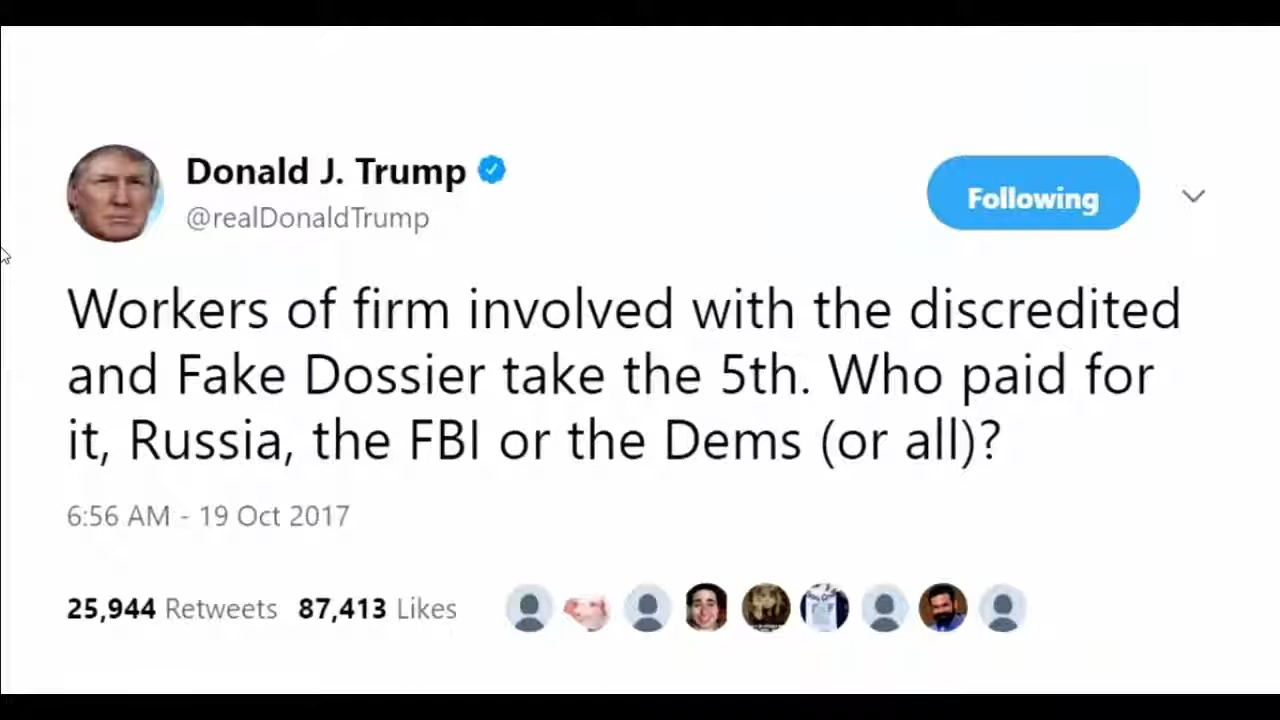 Donald J. Trump
@realDonaldTrump
Following
Workers of firm involved with the discredited
and Fake Dossier take the 5th. Who paid for
it, Russia, the FBI or the Dems (or all)?
6:56 AM - 19 Oct 2017
25,944 Retweets 87,413 Likes